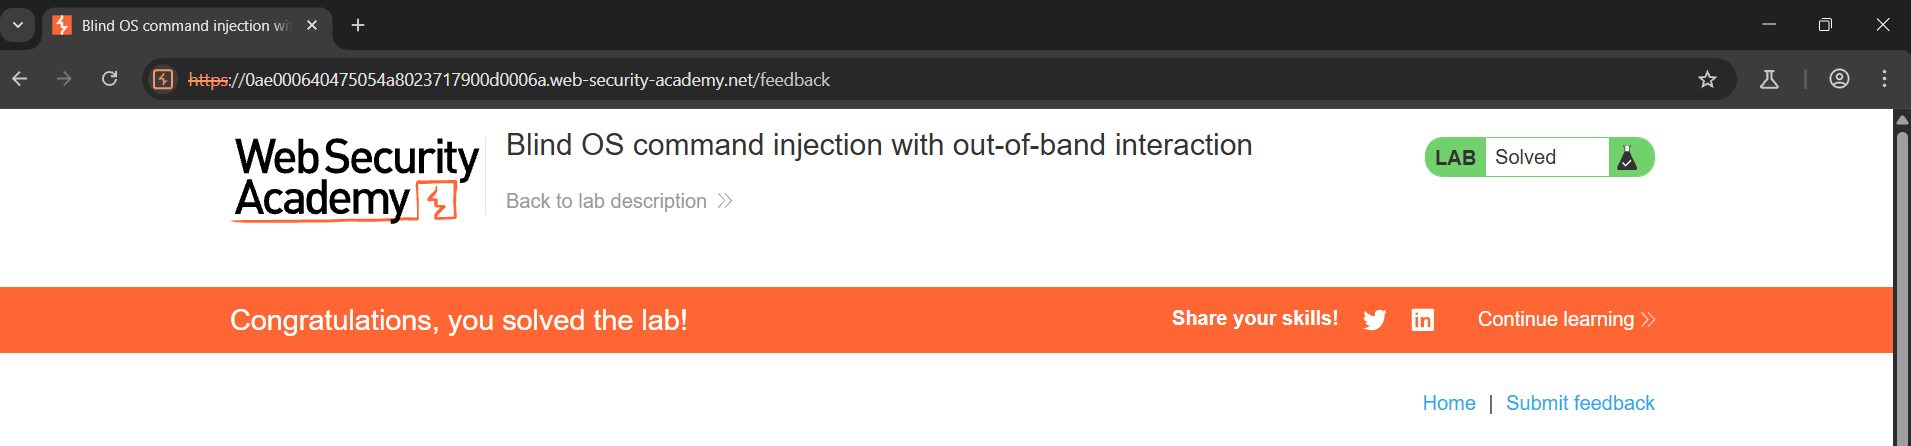 Blind OS command injection wi
https://0ae000640475054a8023717900d0006a.web-security-academy.net/feedback
Web Security
Academy
Blind OS command injection with out-of-band interaction
Back to lab description
LAB Solved
Congratulations, you solved the lab!
Share your skills!
Continue learning
Home | Submit feedback